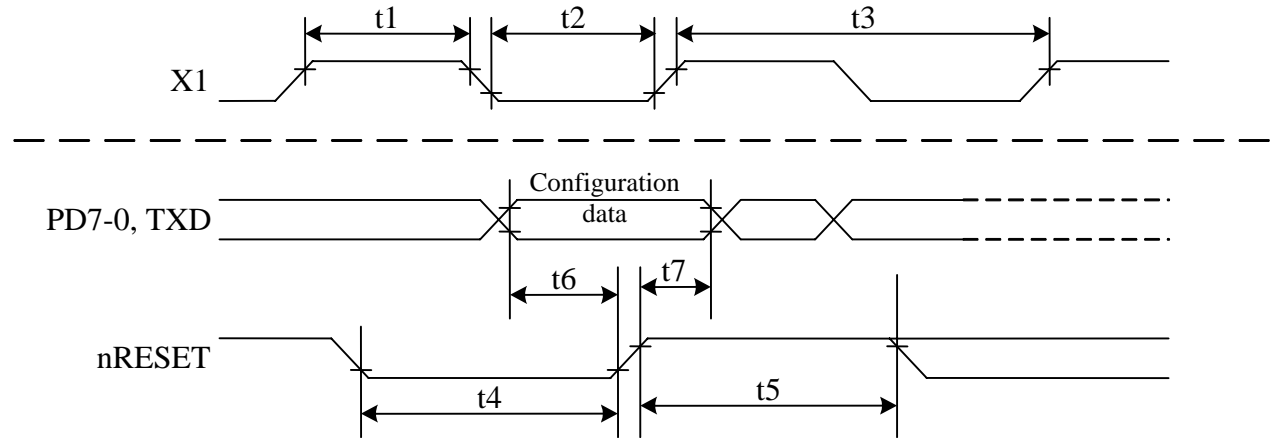 t1 t2 t3
X1
Configuration
PD7-0, TXD data
t6 t7
nRESET
t4 t5